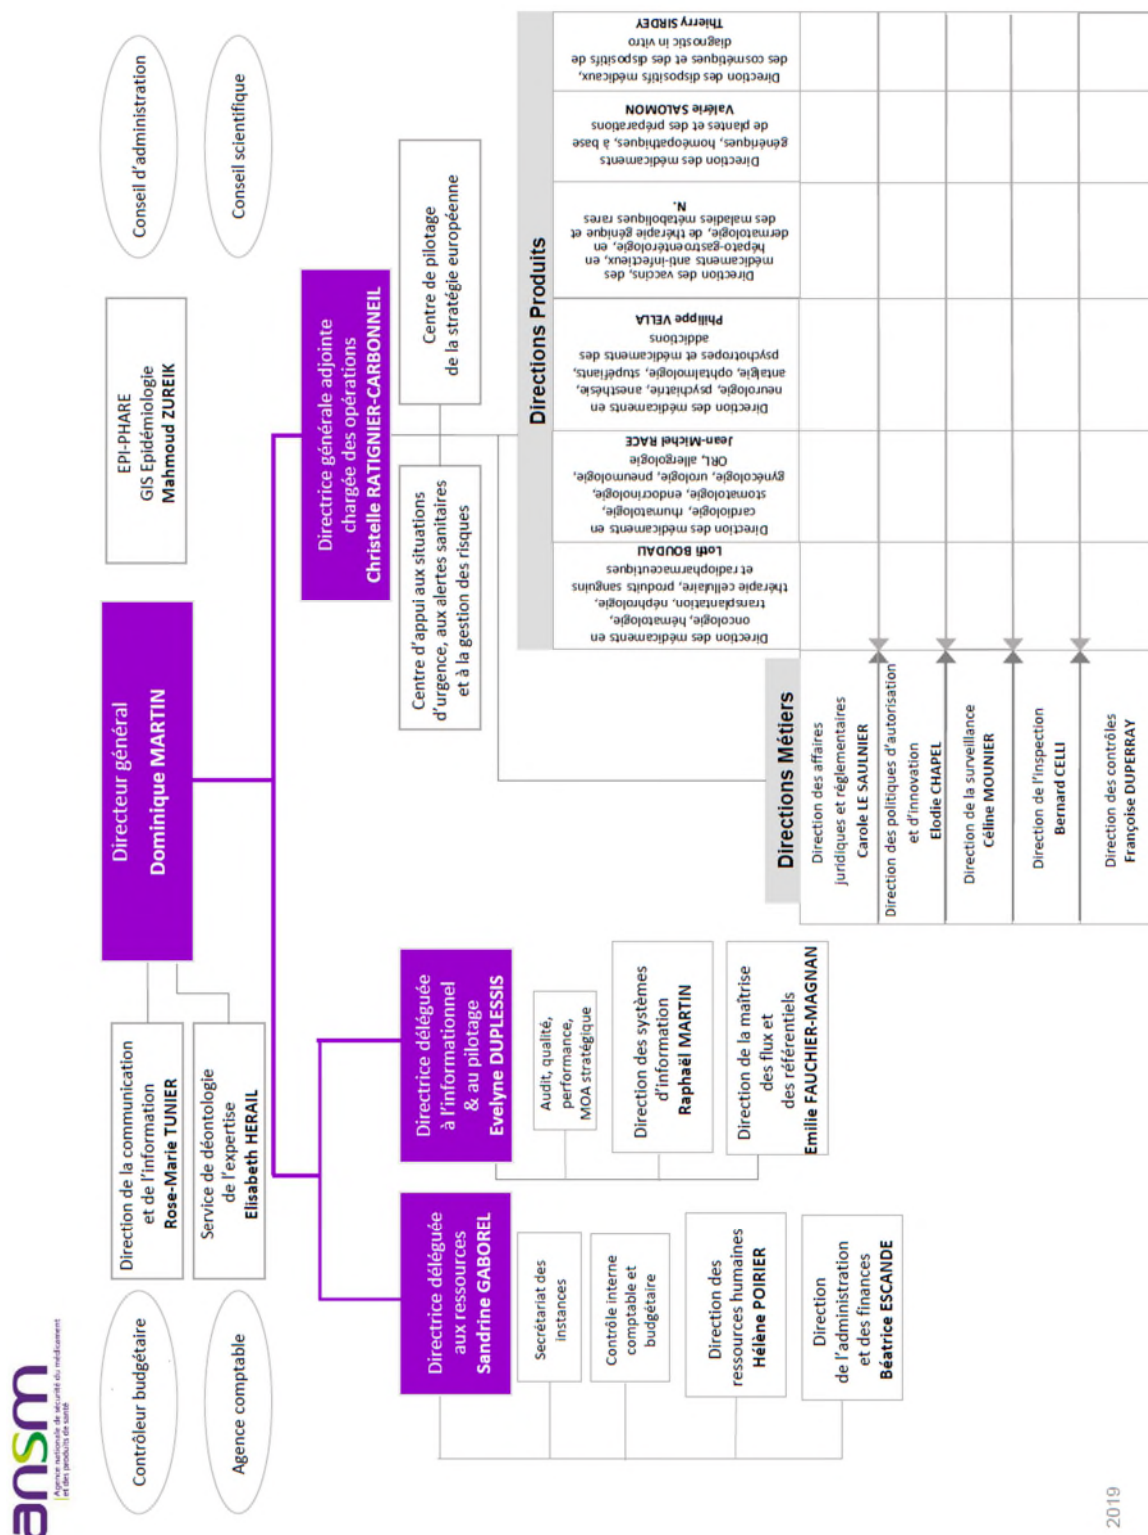 ansm
Agence nationale de sécurité du médicament
et des produits de santé
Contrôleur budgétaire
Agence comptable
Direction de la communication
et de l'information
Rose-Marie TUNIER
Service de déontologie
de l'expertise
Elisabeth HERAIL
Directeur général
Dominique MARTIN
EPI-PHARE
GIS Epidémiologie
Mahmoud ZUREIK
Conseil d'administration
Conseil scientifique
Directrice déléguée
aux ressources
Sandrine GABOREL
Secrétariat des
instances
Contrôle interne
comptable et
budgétaire
Direction des
ressources humaines
Hélène POIRIER
Direction
de l'administration
et des finances
Béatrice ESCANDE
Directrice déléguée
à l'informationnel
& au pilotage
Evelyne DUPLESSIS
Audit, qualité,
performance,
MOA stratégique
Direction des systèmes
d'information
Raphaël MARTIN
Direction de la maîtrise
des flux et
des référentiels
Emilie FAUCHIER-MAGNAN
Directrice générale adjointe
chargée des opérations
Christelle RATIGNIER-CARBONNEIL
Centre d'appui aux situations
d'urgence, aux alertes sanitaires
et à la gestion des risques
Centre de pilotage
de la stratégie européenne
Directions Produits
Direction des médicaments en
oncologie, hématologie,
transplantation, néphrologie,
thérapie cellulaire, produits sanguins
et radiopharmaceutiques
Lotfi BOUDALI
Direction des médicaments en
cardiologie, rhumatologie,
stomatologie, endocrinologie,
gynécologie, urologie, pneumologie,
ORL, allergologie
Jean-Michel RACE
Direction des médicaments en
neurologie, psychiatrie, anesthésie,
antalgie, ophtalmologie, stupéfiants,
psychotropes et médicaments des
addictions
Philippe VELLA
Direction des vaccins, des
médicaments anti-infectieux, en
hépato-gastroentérologie, en
dermatologie, de thérapie génique et
des maladies métaboliques rares
N.
Direction des médicaments
génériques, homéopathiques, à base
de plantes et des préparations
Valérie SALOMON
Direction des dispositifs médicaux,
des cosmétiques et des dispositifs de
diagnostic in vitro
Thierry SIRDEY
Directions Métiers
Direction des affaires
juridiques et réglementaires
Carole LE SAULNIER
Direction des politiques d'autorisation
et d'innovation
Elodie CHAPEL
Direction de la surveillance
Céline MOUNIER
Direction de l'inspection
Bernard CELLI
Direction des contrôles
Françoise DUPERRAY
2019